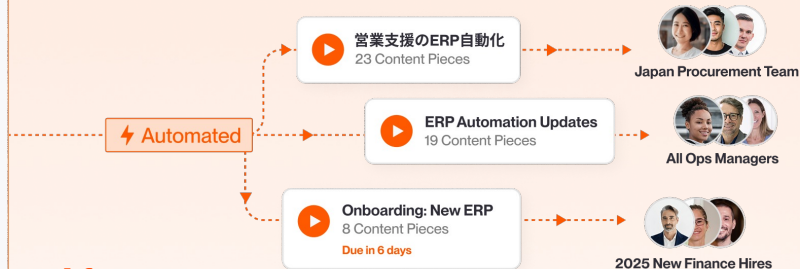 営業支援のERP自動化
23 Content Pieces
Japan Procurement Team
Automated
ERP Automation Updates
19 Content Pieces
All Ops Managers
Onboarding: New ERP
8 Content Pieces
Due in 6 days
2025 New Finance Hires